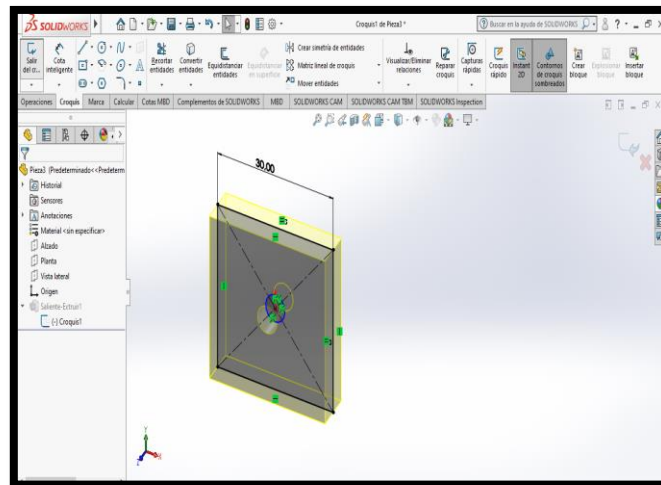 SOLIDWORKS
Croquis1 de Pieza3 *
Buscar en la ayuda de SOLIDWORKS
Salir del cr...
Cota inteligente
Recortar entidades
Convertir entidades
Equidistanciar entidades
Equidistanciar en superficie
Crear simetría de entidades
Matriz lineal de croquis
Mover entidades
Visualizar/Eliminar relaciones
Reparar croquis
Capturas rápidas
Croquis rápido
Instant 2D
Contornos de croquis sombreados
Crear bloque
Explosionar bloque
Insertar bloque
Operaciones Croquis Marca Calcular Cotas MBD Complementos de SOLIDWORKS MBD SOLIDWORKS CAM SOLIDWORKS CAM TBM SOLIDWORKS Inspection
Pieza3 (Predeterminado<<Predeterm
Historial
Sensores
Anotaciones
Material <sin especificar>
Alzado
Planta
Vista lateral
Origen
Saliente-Extruir1
(-) Croquis1
30.00
Y